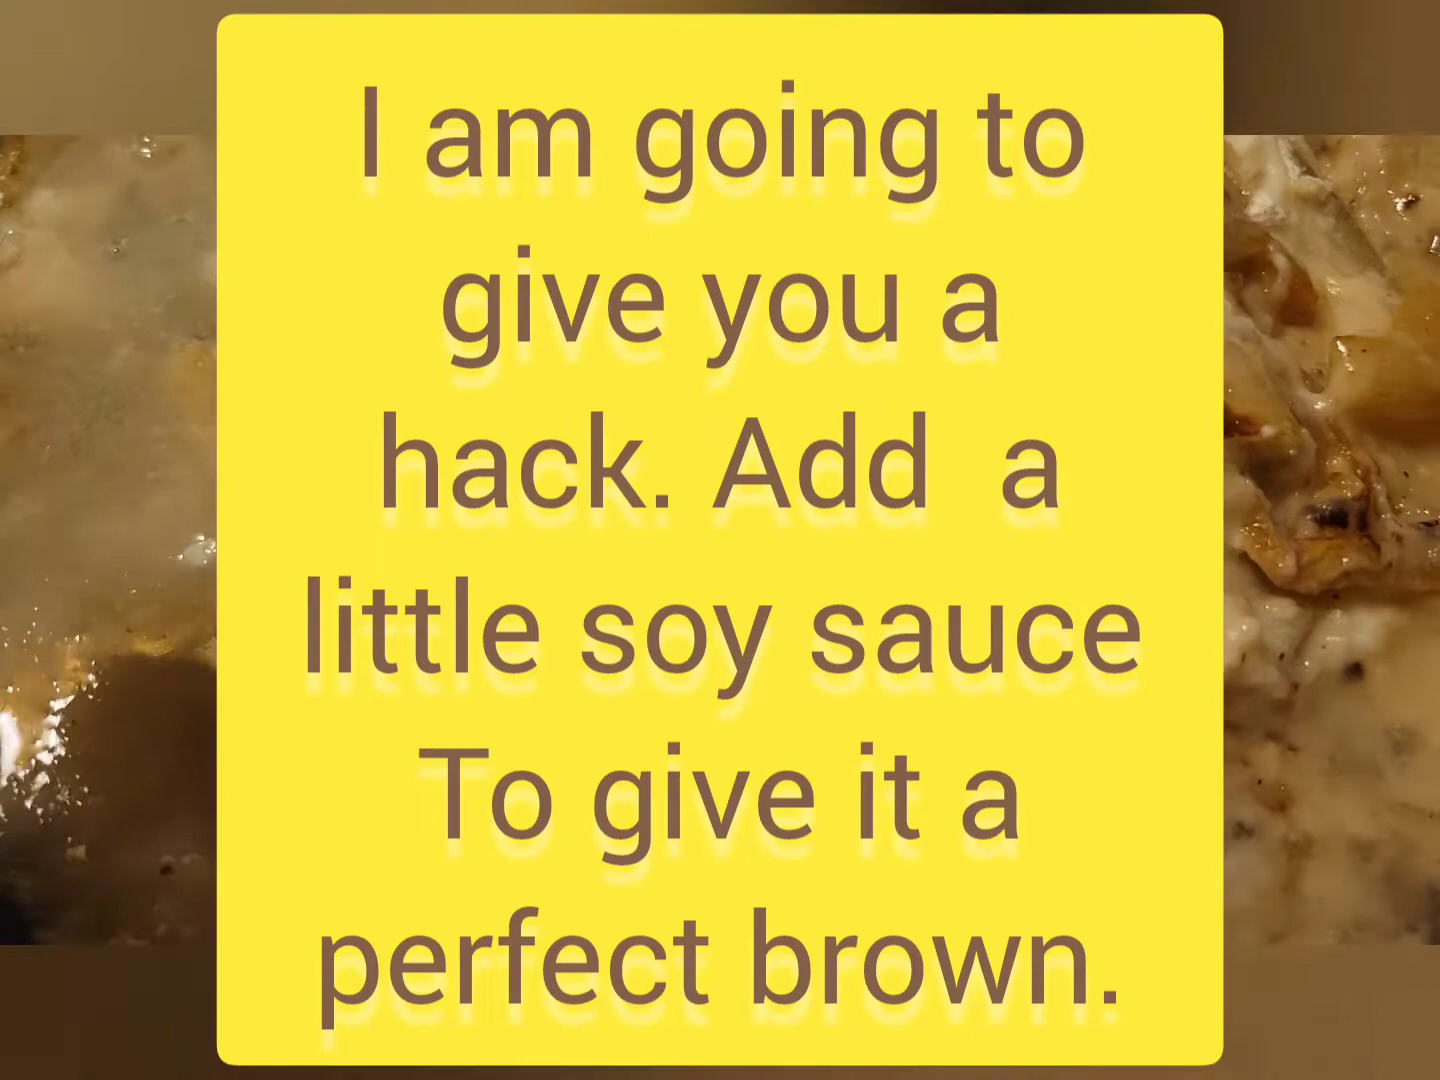 I am going to
give you a
hack. Add  a
little soy sauce
To give it a
perfect brown.